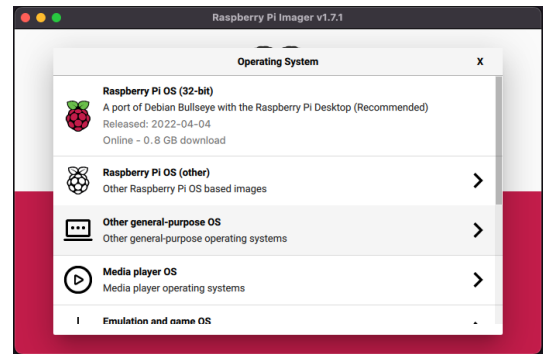 Raspberry Pi Imager v1.7.1
Operating System
X
Raspberry Pi OS (32-bit)
A port of Debian Bullseye with the Raspberry Pi Desktop (Recommended)
Released: 2022-04-04
Online - 0.8 GB download
Raspberry Pi OS (other)
Other Raspberry Pi OS based images
Other general-purpose OS
Other general-purpose operating systems
Media player OS
Media player operating systems
Emulation and game OS